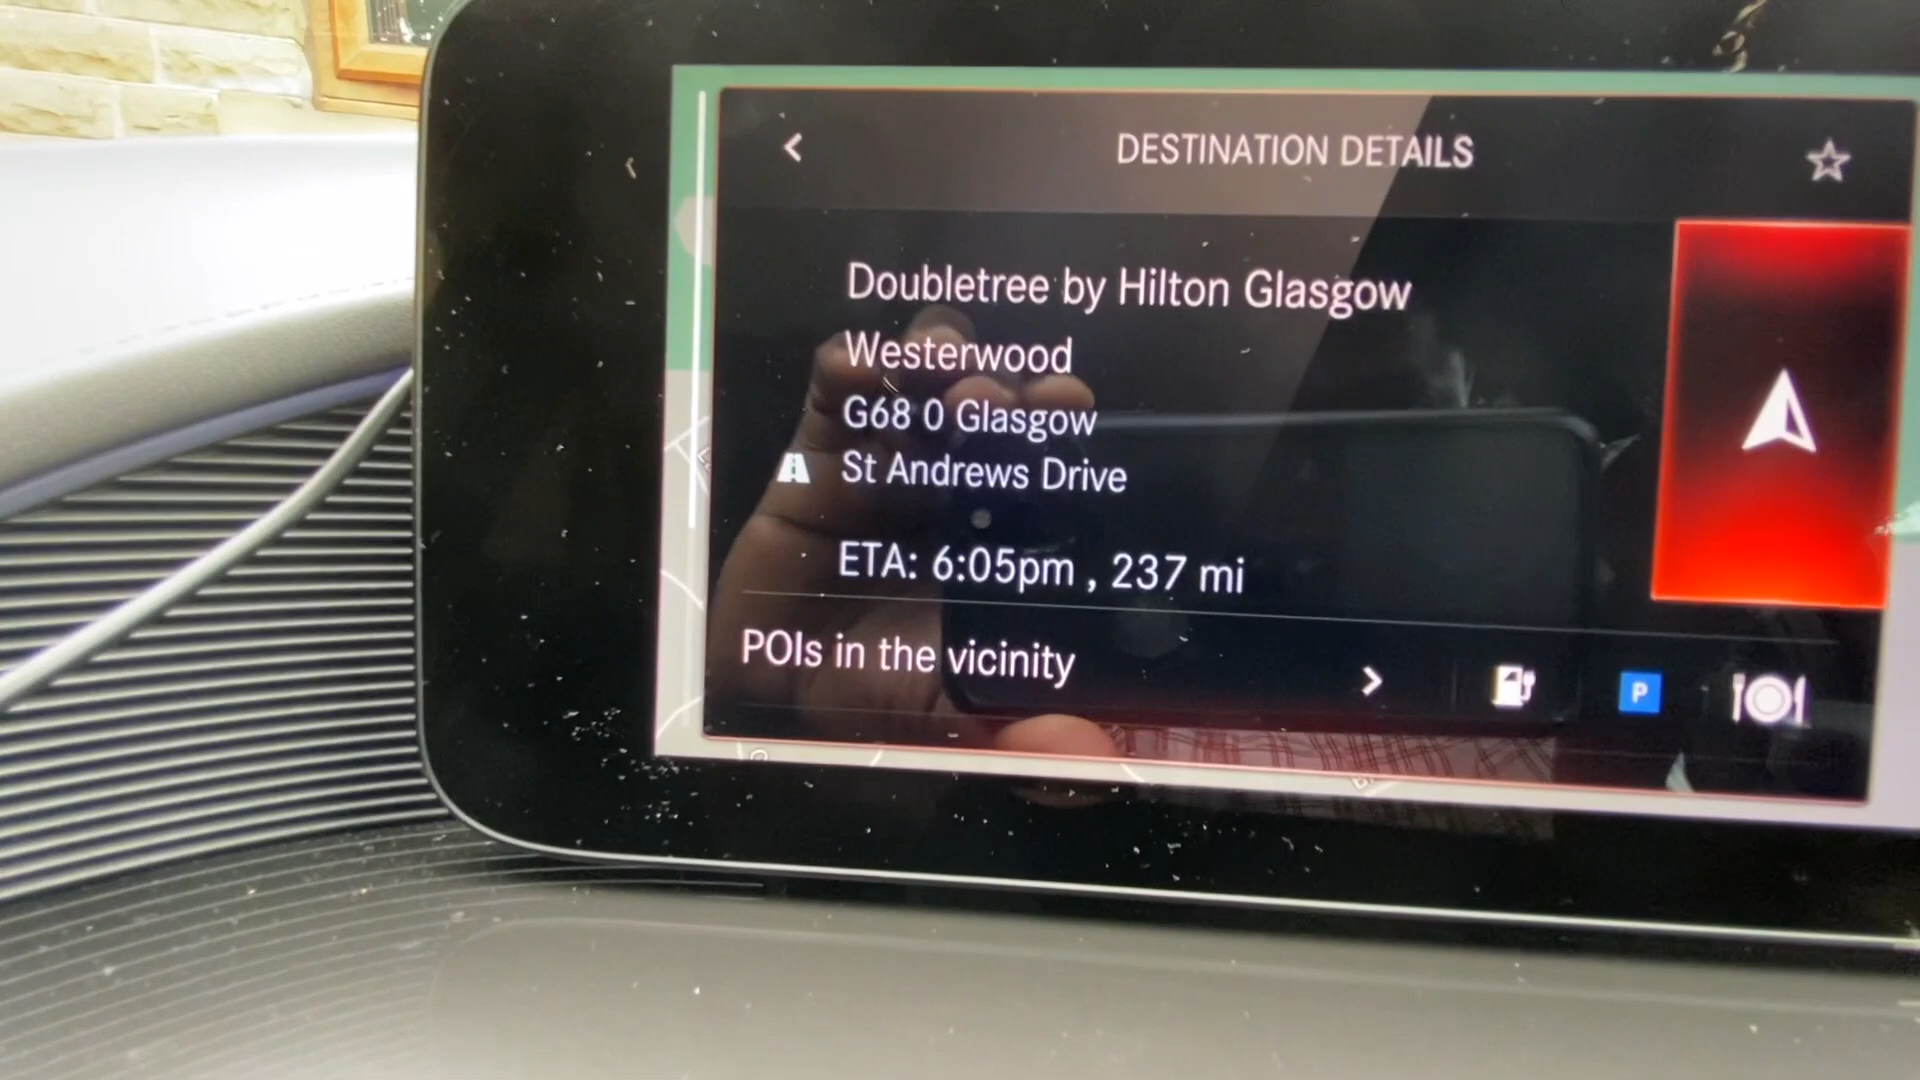 DESTINATION DETAILS
Doubletree by Hilton Glasgow
Westerwood
G68 0 Glasgow
St Andrews Drive
ETA: 6:05pm , 237 mi
POIs in the vicinity
P